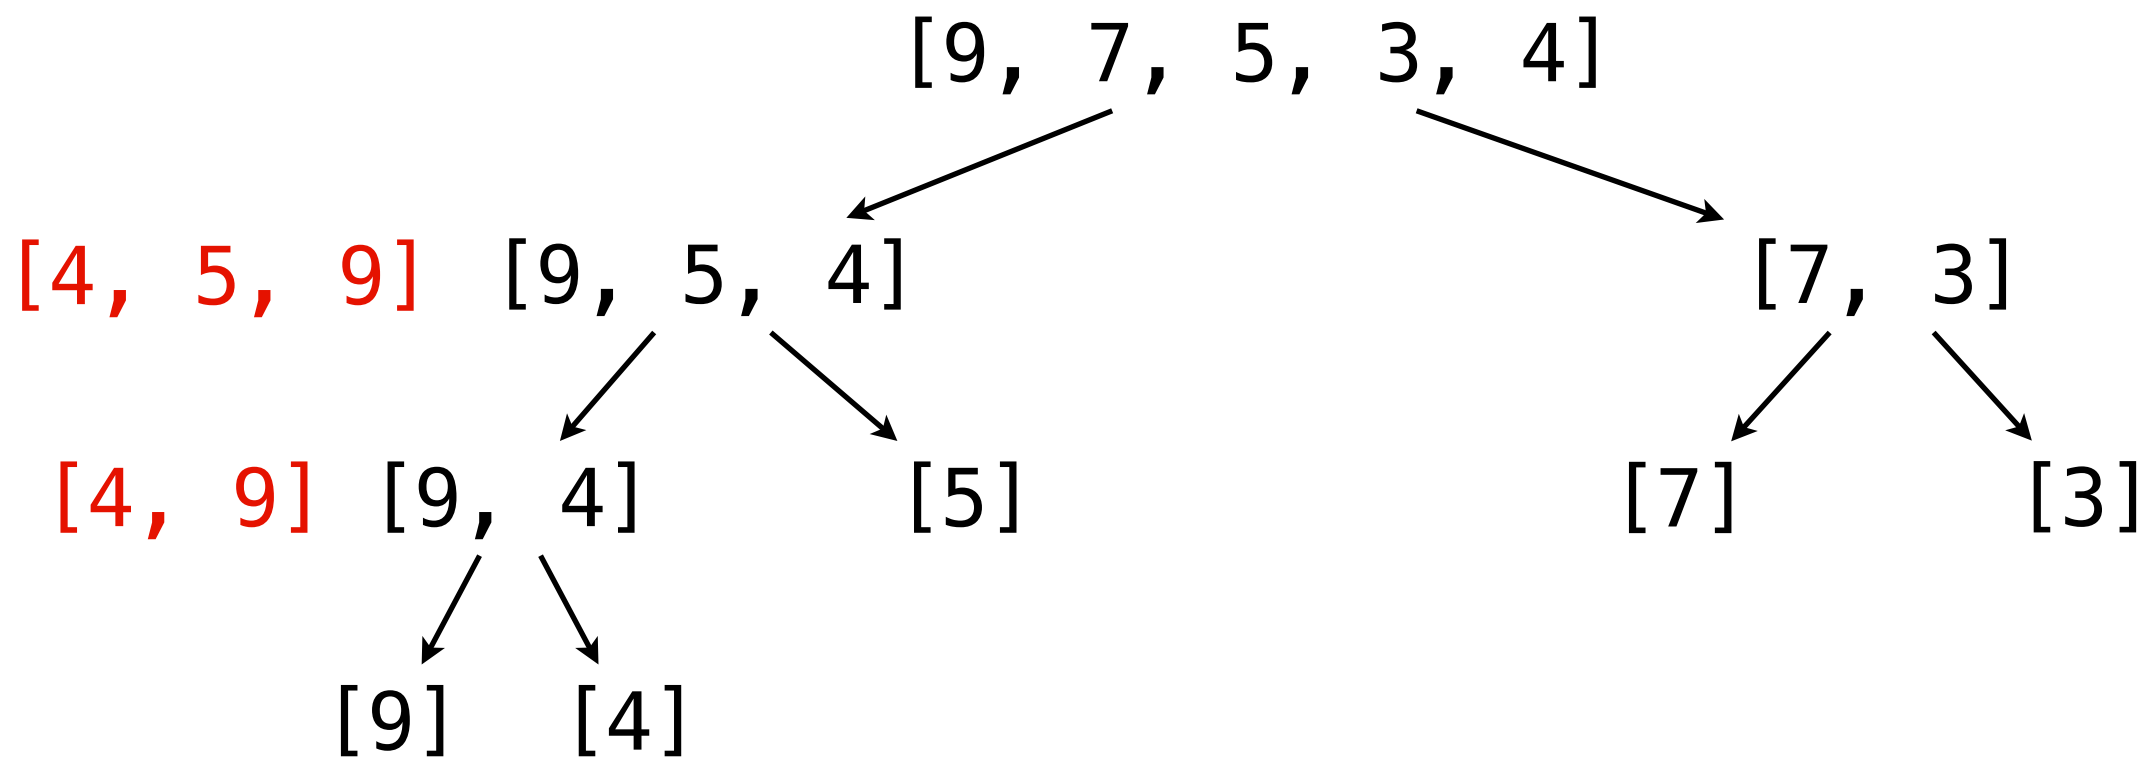 [9, 7, 5, 3, 4]
[4, 5, 9] [9, 5, 4] [7, 3]
[4, 9] [9, 4] [5] [7] [3]
[9] [4]